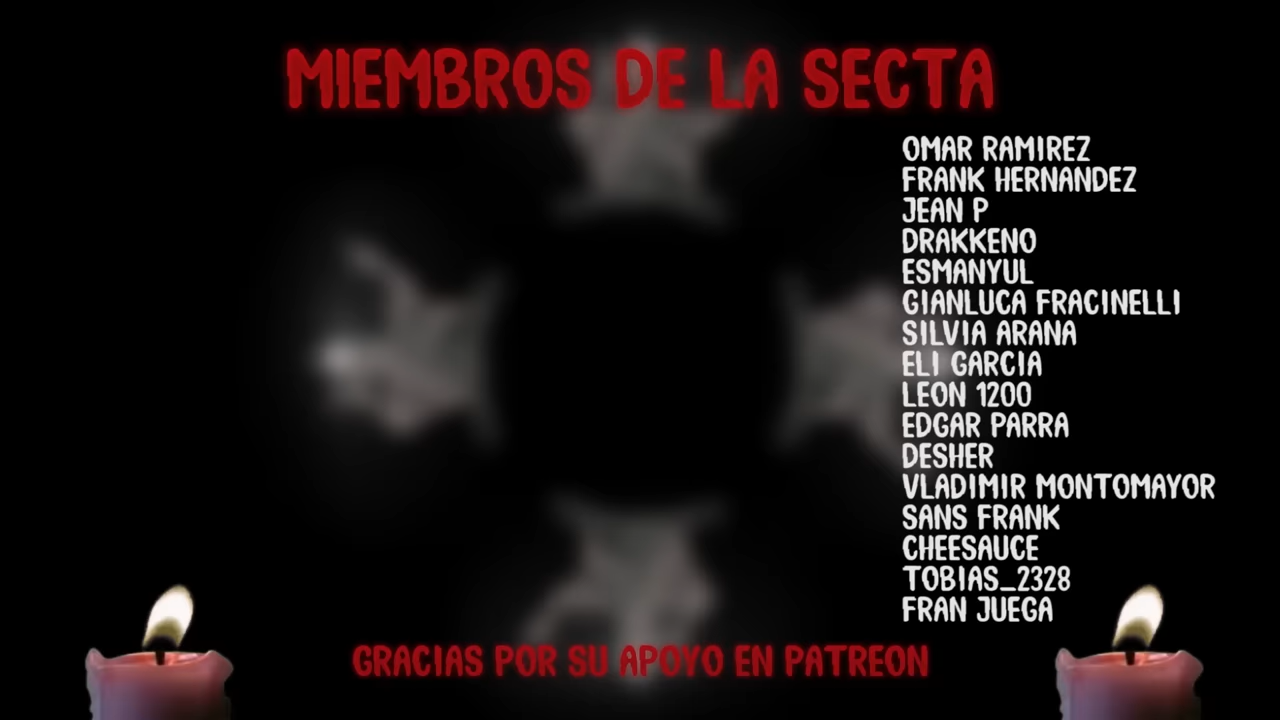 MIEMBROS DE LA SECTA
OMAR RAMIREZ
FRANK HERNANDEZ
JEAN P
DRAKKENO
ESMANYUL
GIANLUCA FRACINELLI
SILVIA ARANA
ELI GARCIA
LEON 1200
EDGAR PARRA
DESHER
VLADIMIR MONTOMAYOR
SANS FRANK
CHEESAUCE
TOBIAS_2328
FRAN JUEGA
GRACIAS POR SU APOYO EN PATREON